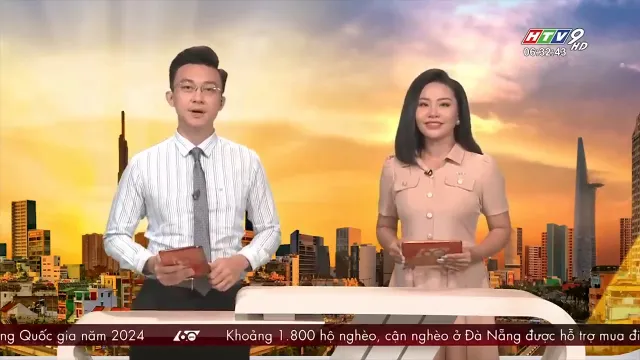 HTV9 HD
06:32:43
ng Quốc gia năm 2024 60 Khoảng 1.800 hộ nghèo, cận nghèo ở Đà Nẵng được hỗ trợ mua đi